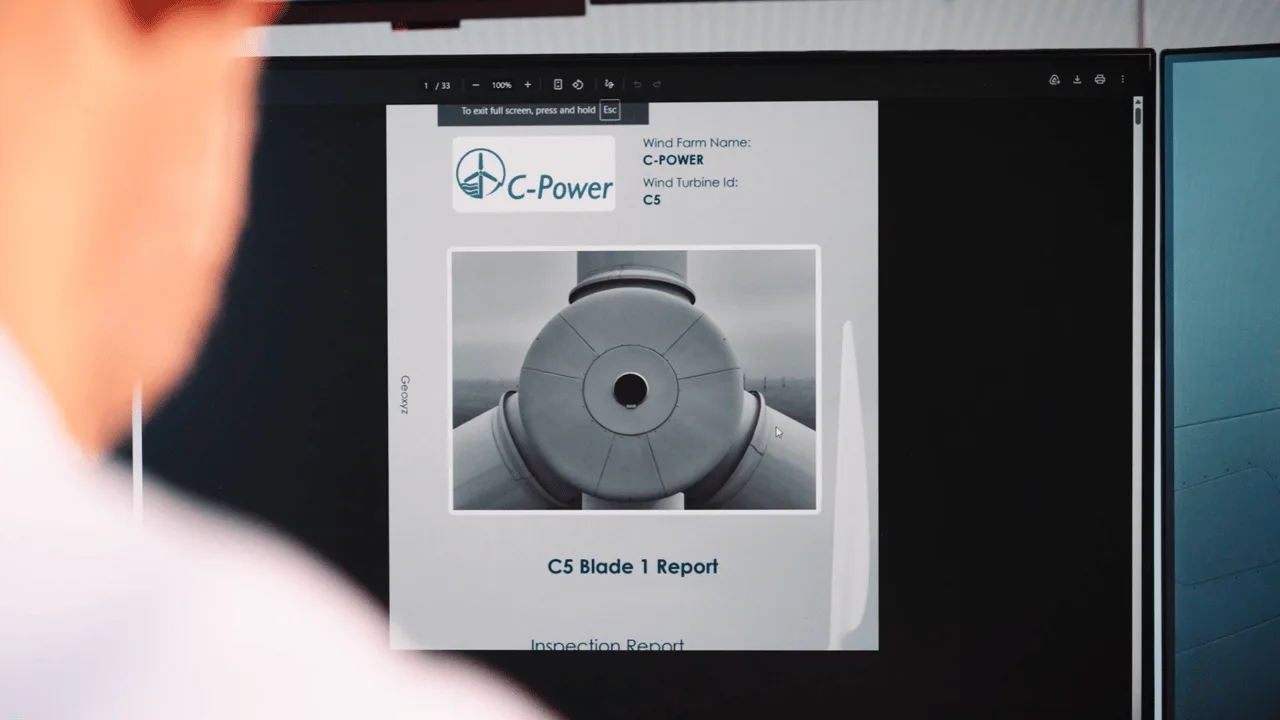 1 / 33
100%
To exit full screen, press and hold Esc
C-Power
Wind Farm Name:
C-POWER
Wind Turbine Id:
C5
Geoxyz
C5 Blade 1 Report
Inspection Report